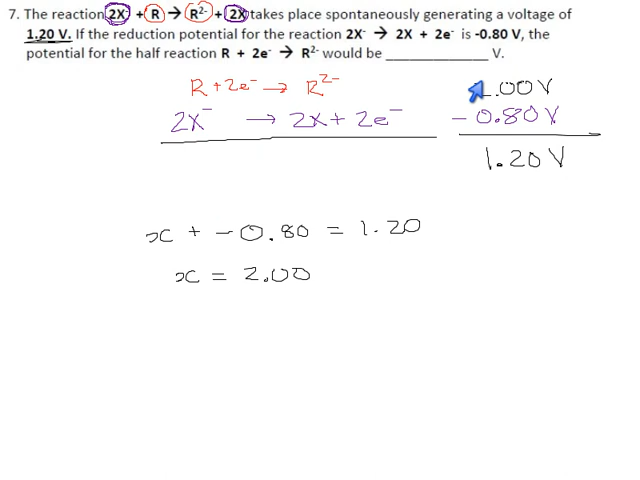 7. The reaction 2X⁻ + R → R²⁻ + 2X takes place spontaneously generating a voltage of
1.20 V. If the reduction potential for the reaction 2X⁻ → 2X + 2e⁻ is -0.80 V, the
potential for the half reaction R + 2e⁻ → R²⁻ would be _______________ V.
R + 2e⁻ → R²⁻ .00 V
2X⁻ → 2X + 2e⁻ - 0.80 V
1.20 V
x + - 0.80 = 1.20
x = 2.00